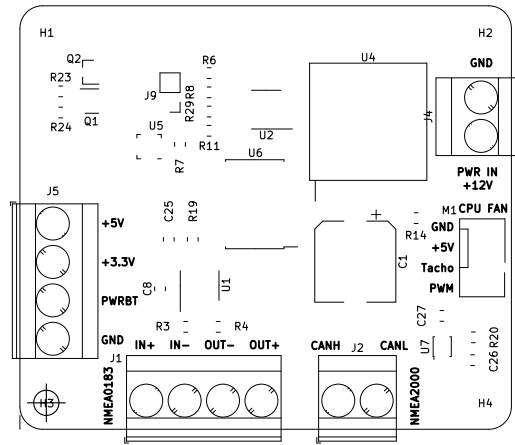 H1
H2
Q2
R23
R24
Q1
J9
R6
R8
R29
R11
U5
R7
U2
U6
U4
GND
J4
PWR IN
+12V
J5
+5V
+3.3V
PWRBT
GND
C25
R19
C8
U1
R3
R4
C1
R14
M1
CPU FAN
GND
+5V
Tacho
PWM
C27
U7
R20
C26
J1
IN+
IN-
OUT-
OUT+
NMEA0183
CANH
J2
CANL
NMEA2000
H3
H4